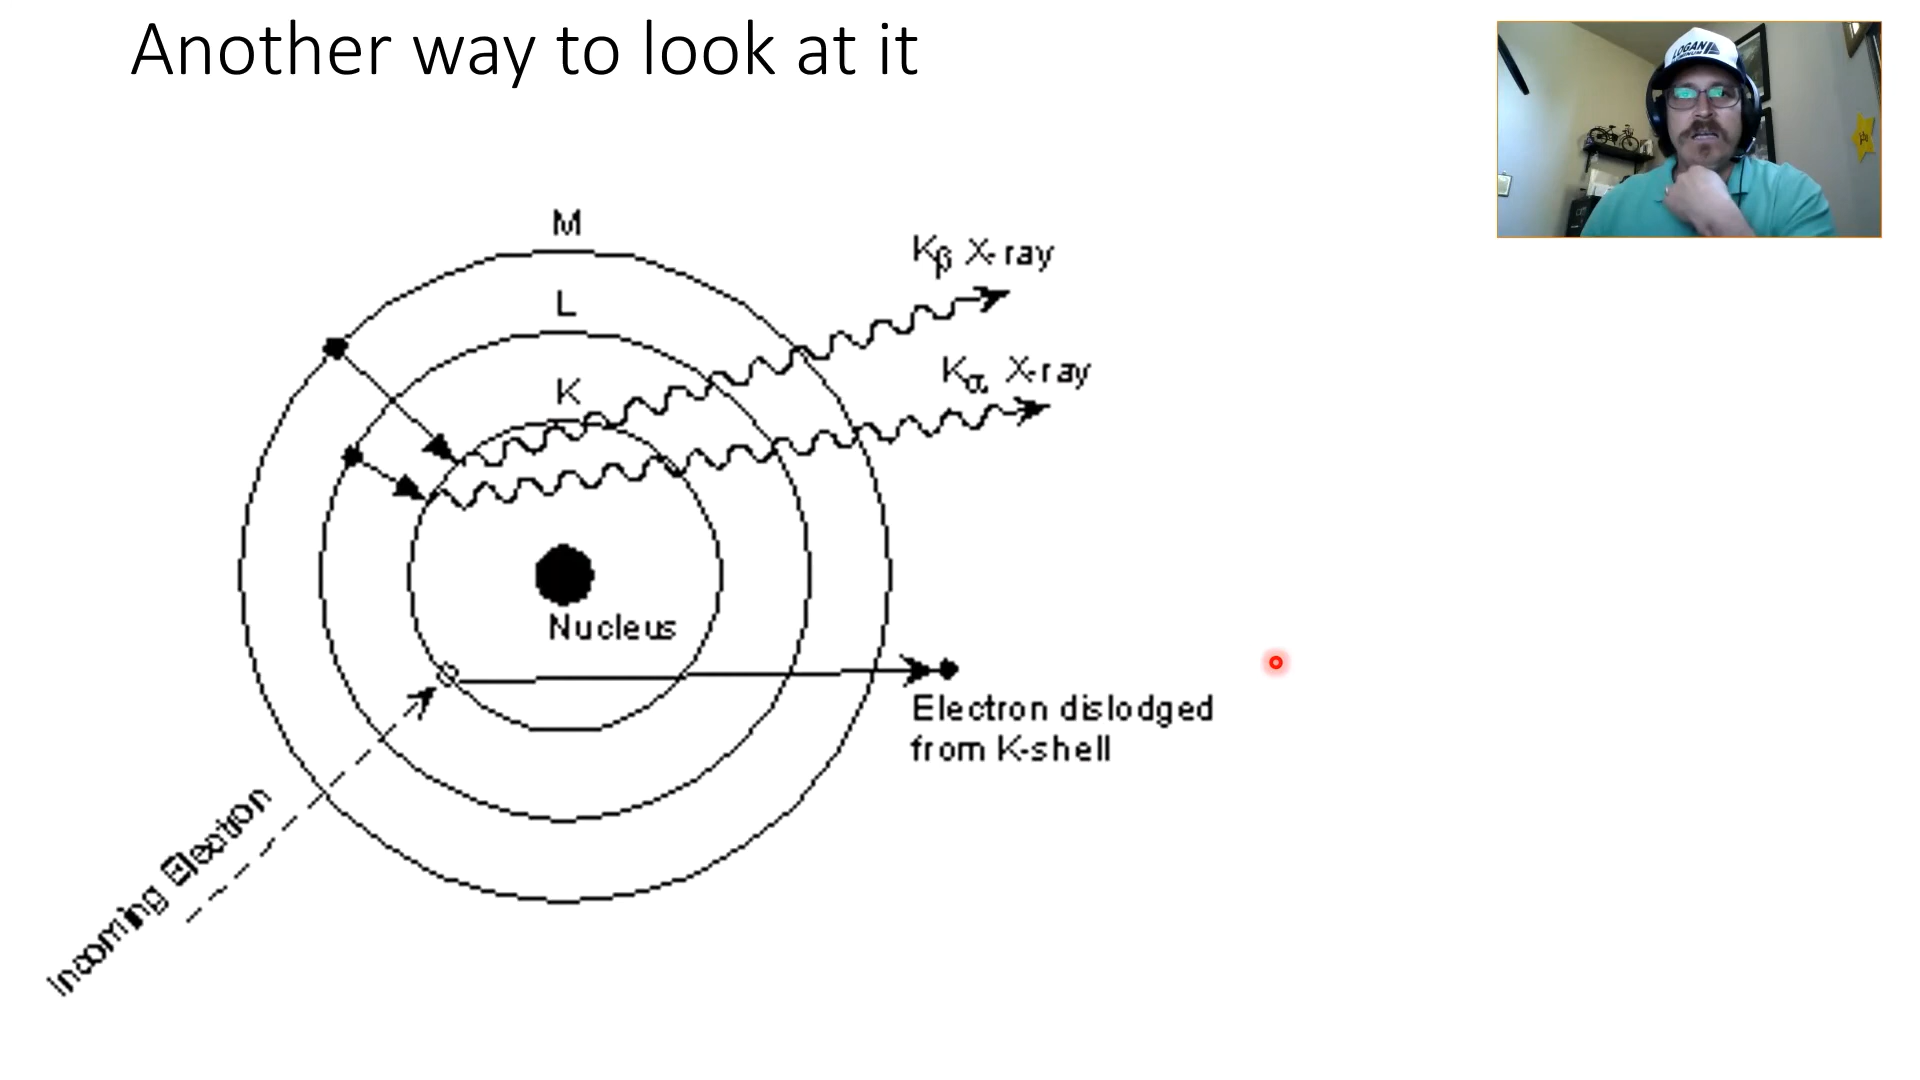 Another way to look at it
LOGAN
M
L
K
Kβ X-ray
Kα X-ray
Nucleus
Electron dislodged
from K-shell
Incoming Electron